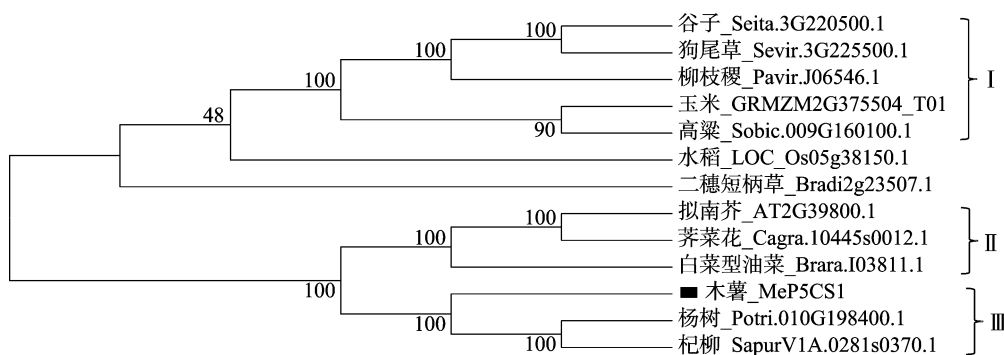 谷子_Seita.3G220500.1
100
狗尾草_Sevir.3G225500.1
100
柳枝稷_Pavir.J06546.1
Ⅰ
100
玉米_GRMZM2G375504_T01
48
90
高粱_Sobic.009G160100.1
水稻_LOC_Os05g38150.1
二穗短柄草_Bradi2g23507.1
拟南芥_AT2G39800.1
100
荠菜花_Cagra.10445s0012.1
100
Ⅱ
白菜型油菜_Brara.I03811.1
100
木薯_MeP5CS1
杨树_Potri.010G198400.1
Ⅲ
100
杞柳_SapurV1A.0281s0370.1
100